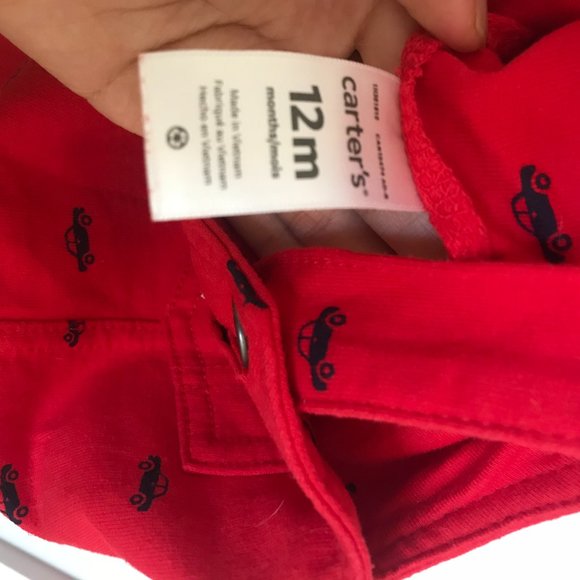 carter's®
12m
months/mois
Made in Vietnam
Fabriqué au Vietnam
Hecho en Vietnam